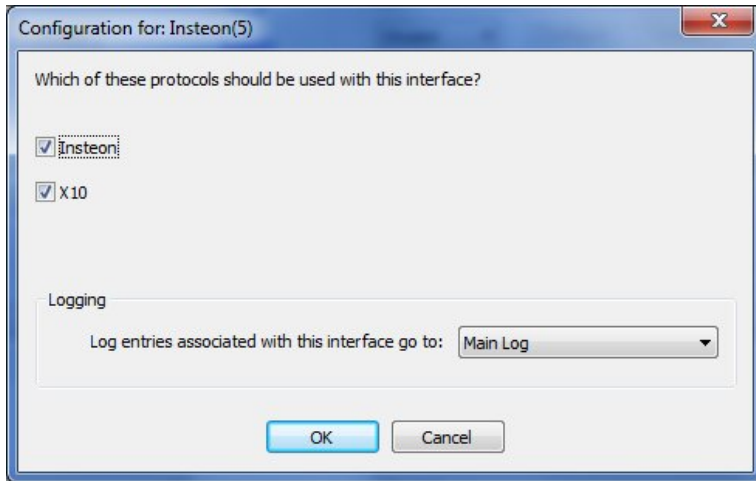 Configuration for: Insteon(5)
Which of these protocols should be used with this interface?
Insteon
X10
Logging
Log entries associated with this interface go to: Main Log
OK Cancel